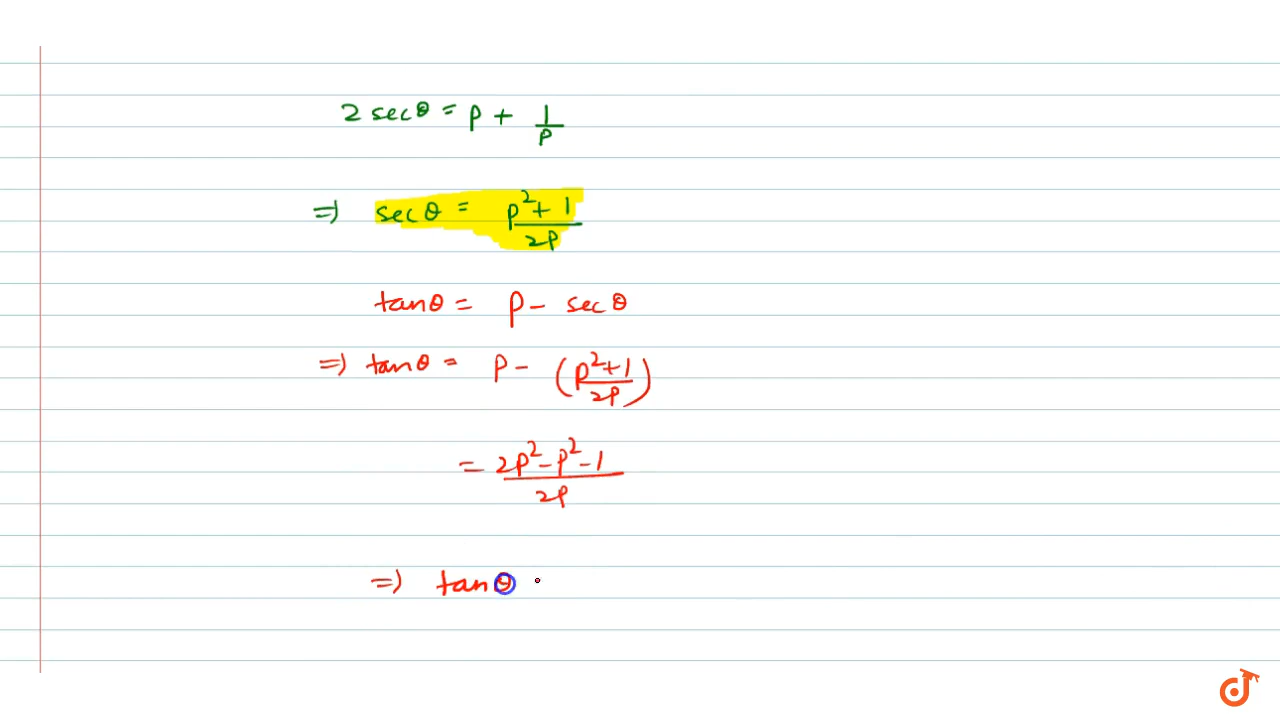 2 secθ = p + 1/p
⇒ secθ = (p²+1)/2p
tanθ = p - secθ
⇒ tanθ = p - ((p²+1)/2p)
= (2p²-p²-1)/2p
⇒ tanθ